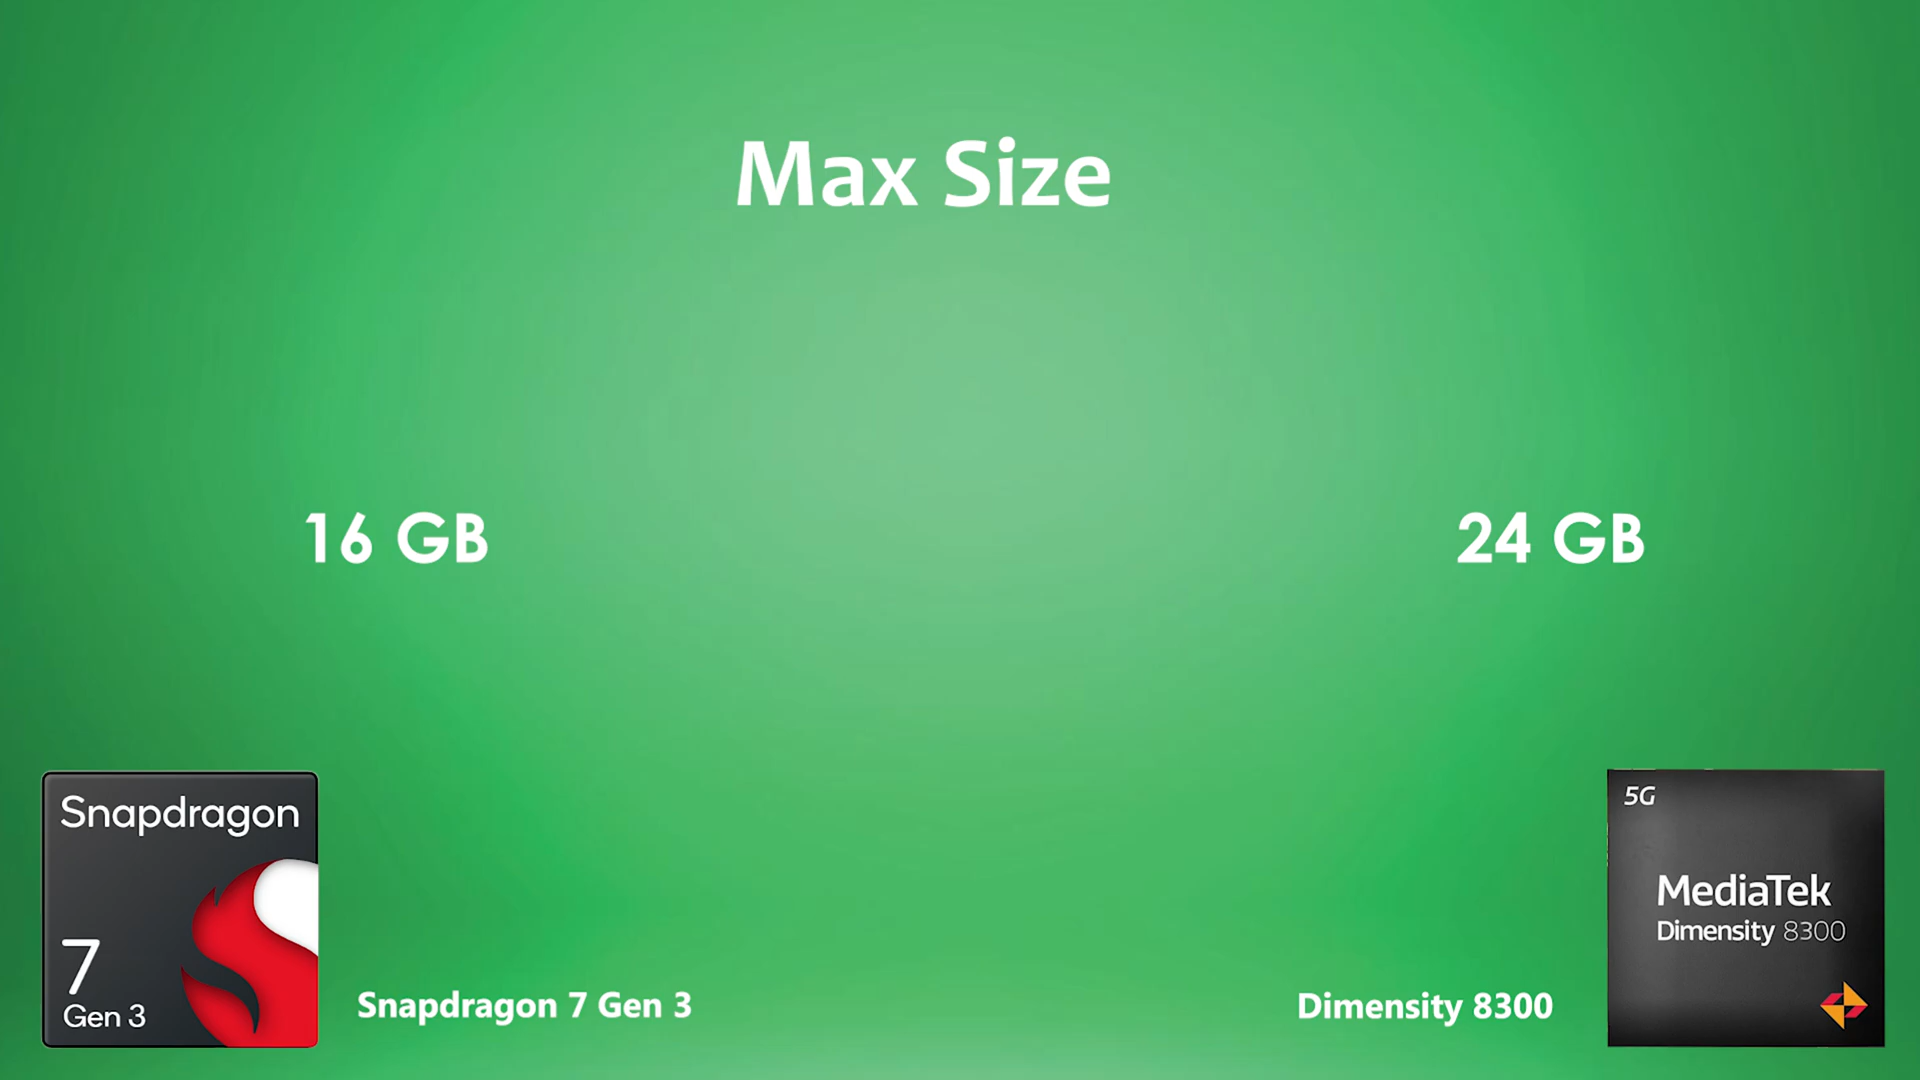 Max Size
16 GB
24 GB
Snapdragon
7
Gen 3
Snapdragon 7 Gen 3
Dimensity 8300
5G
MediaTek
Dimensity 8300